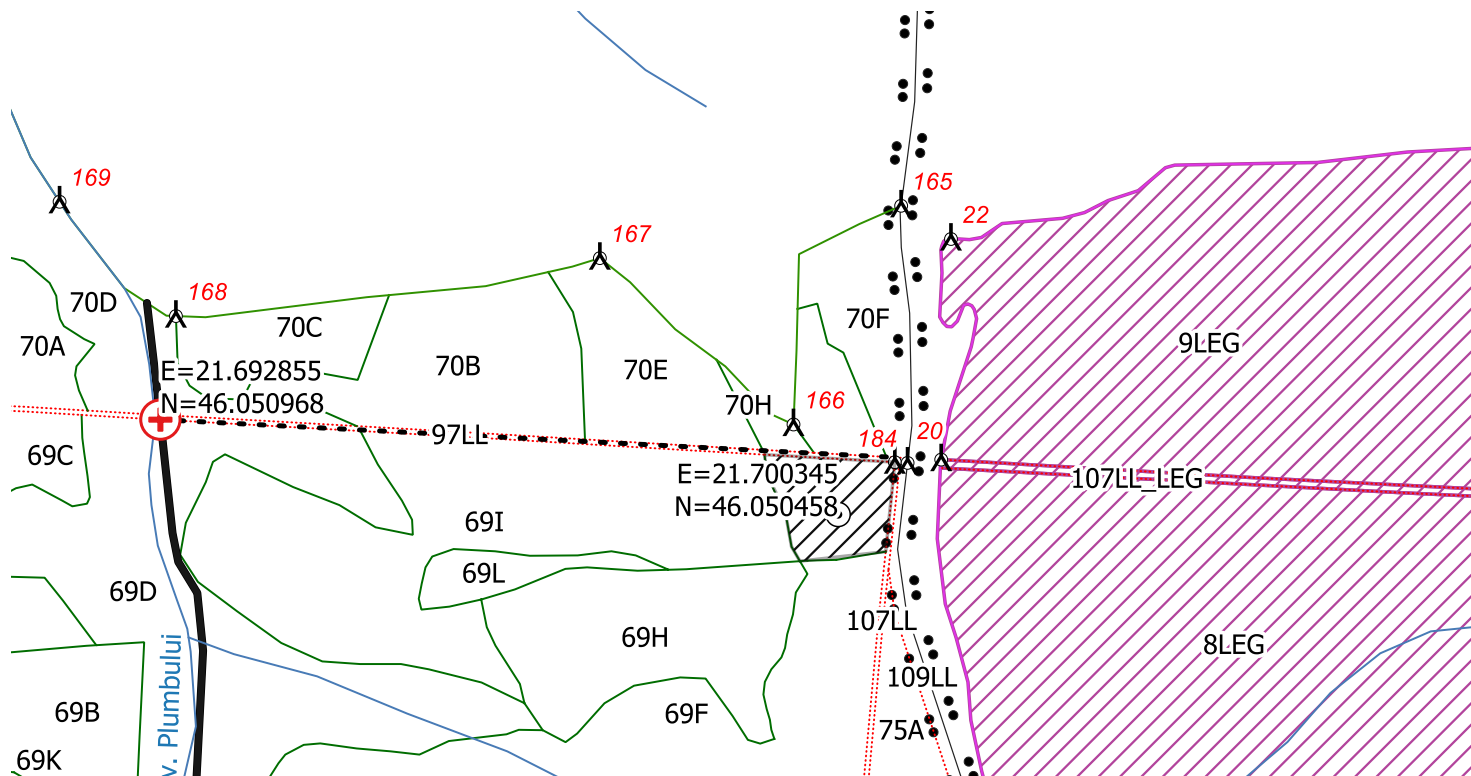 169
165
22
167
168
70D
70C
70F
70A
9LEG
70B
70E
E=21.692855
N=46.050968
70H
166
97LL
184
20
69C
E=21.700345
107LL_LEG
N=46.050458
69I
69L
69D
107LL
69H
8LEG
109LL
v. Plumbului
69B
69F
75A
69K